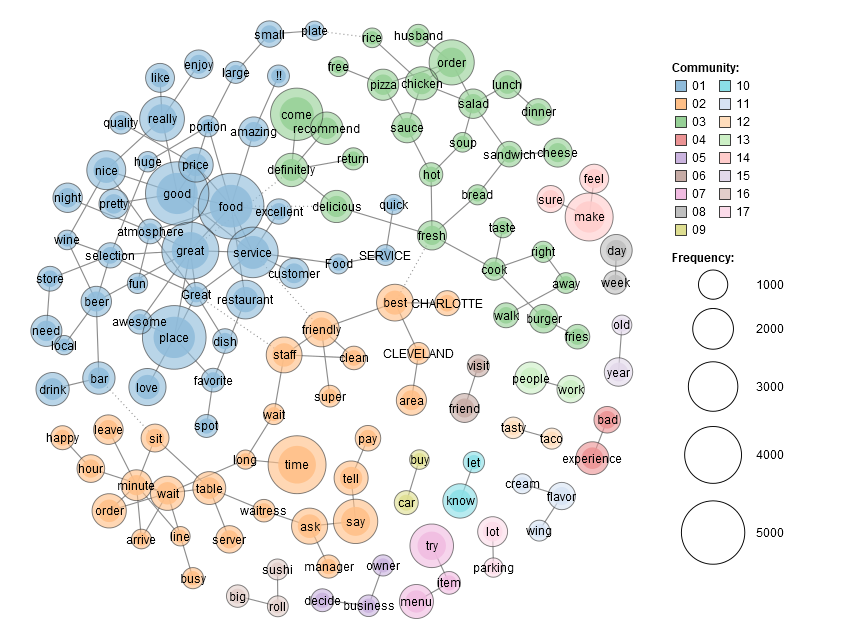 small
plate
rice
husband
enjoy
like
large
!!
free
order
pizza
chicken
lunch
salad
dinner
quality
really
portion
amazing
come
recommend
sauce
soup
sandwich
cheese
nice
huge
price
definitely
return
hot
feel
night
pretty
good
food
excellent
delicious
quick
bread
sure
make
wine
atmosphere
fresh
taste
selection
great
service
customer
Food
SERVICE
right
day
store
fun
cook
away
week
beer
Great
restaurant
best
CHARLOTTE
walk
burger
fries
need
awesome
local
place
dish
friendly
staff
clean
CLEVELAND
old
visit
year
bar
drink
love
favorite
super
area
people
work
friend
spot
wait
bad
happy
leave
sit
pay
tasty
taco
hour
long
time
buy
let
experience
minute
wait
table
tell
cream
flavor
order
waitress
ask
say
car
know
wing
arrive
line
server
manager
try
lot
parking
busy
sushi
owner
item
big
roll
decide
business
menu
Community:
01 10
02 11
03 12
04 13
05 14
06 15
07 16
08 17
09
Frequency:
1000
2000
3000
4000
5000